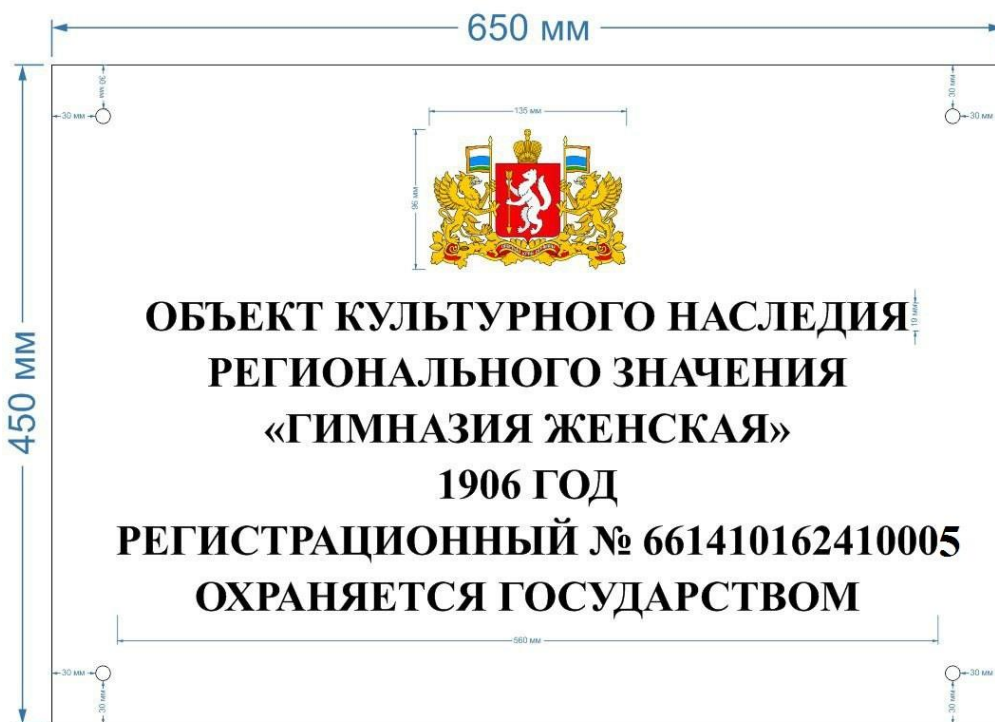 650 мм
30 мм
30 мм
30 мм
30 мм
135 мм
96 мм
450 мм
ОБЪЕКТ КУЛЬТУРНОГО НАСЛЕДИЯ
19 мм
РЕГИОНАЛЬНОГО ЗНАЧЕНИЯ
«ГИМНАЗИЯ ЖЕНСКАЯ»
1906 ГОД
РЕГИСТРАЦИОННЫЙ № 661410162410005
ОХРАНЯЕТСЯ ГОСУДАРСТВОМ
560 мм
30 мм
30 мм
30 мм
30 мм